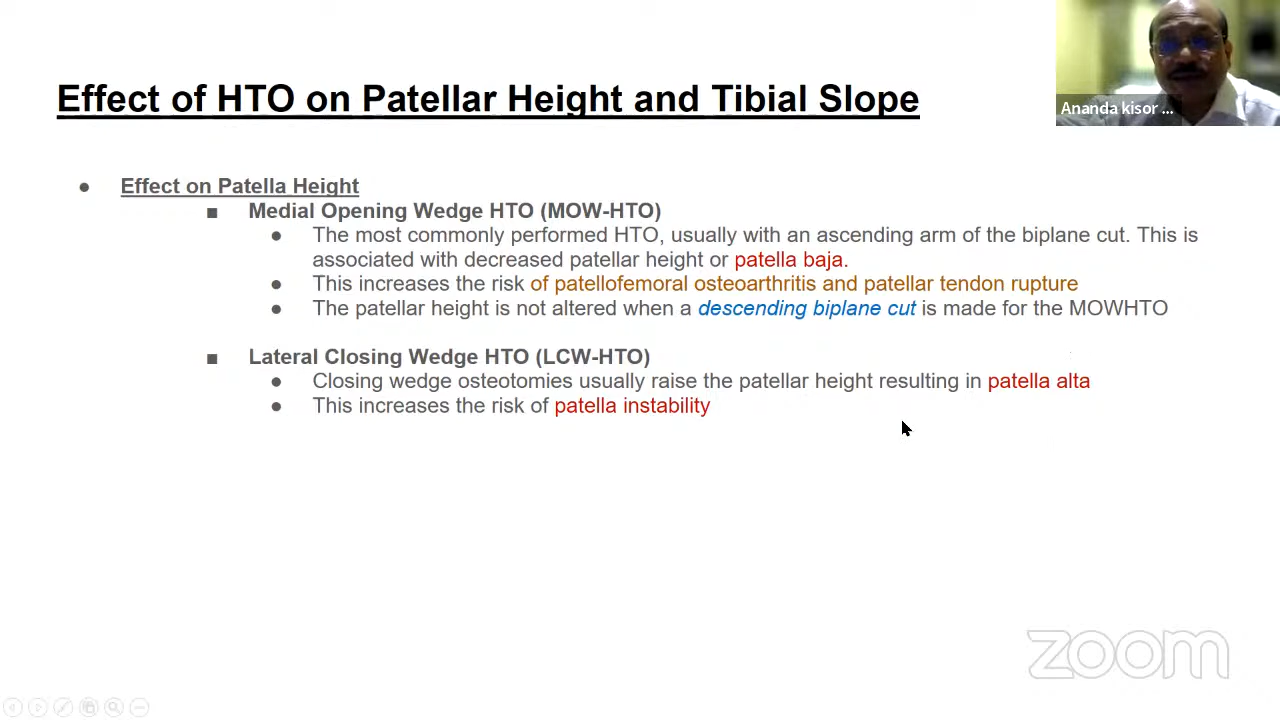 Effect of HTO on Patellar Height and Tibial Slope
Ananda kisor ...
● Effect on Patella Height
■ Medial Opening Wedge HTO (MOW-HTO)
● The most commonly performed HTO, usually with an ascending arm of the biplane cut. This is
associated with decreased patellar height or patella baja.
● This increases the risk of patellofemoral osteoarthritis and patellar tendon rupture
● The patellar height is not altered when a descending biplane cut is made for the MOWHTO
■ Lateral Closing Wedge HTO (LCW-HTO)
● Closing wedge osteotomies usually raise the patellar height resulting in patella alta
● This increases the risk of patella instability
zoom